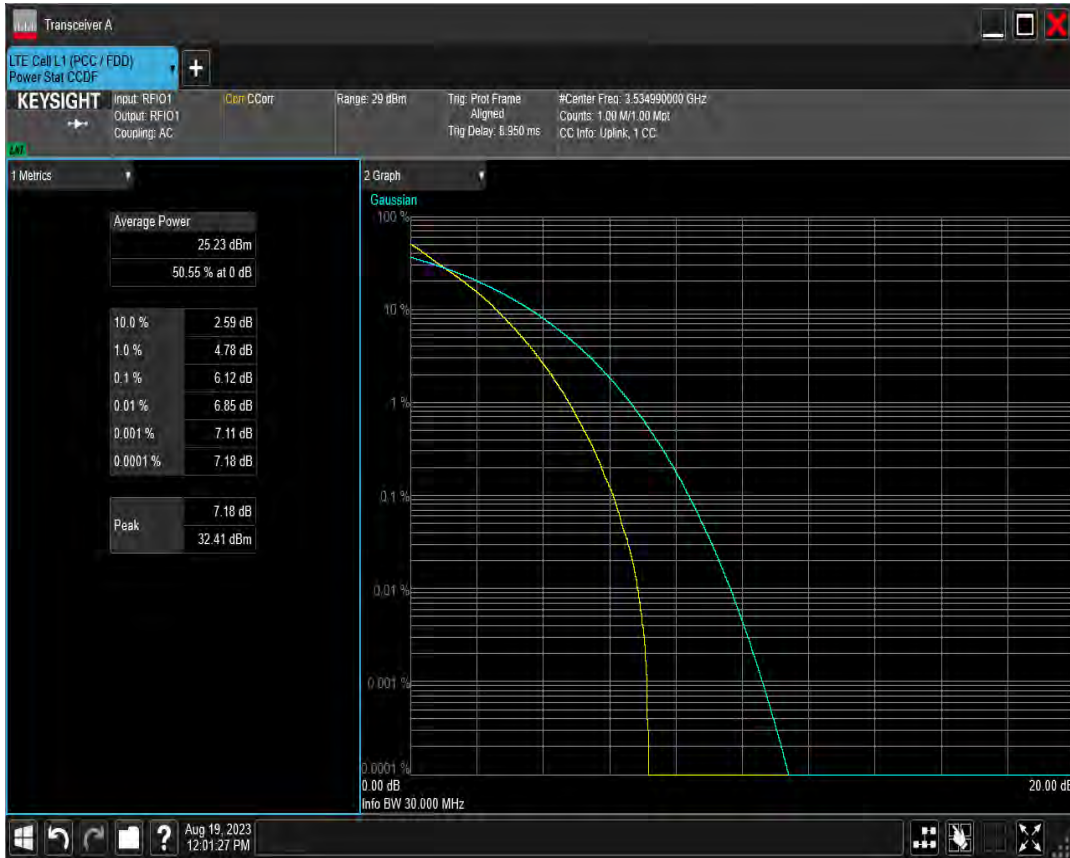 Transceiver A
LTE Cell L1 (PCC / FDD)
Power Stat CCDF
KEYSIGHT
Input: RFIO1
Output: RFIO1
Coupling: AC
Corr CCorr
Range: 29 dBm
Trig: Prot Frame
Aligned
Trig Delay: 8.950 ms
#Center Freq: 3.534990000 GHz
Counts: 1.00 M/1.00 Mpt
CC Info: Uplink, 1 CC
1 Metrics
Average Power
25.23 dBm
50.55 % at 0 dB
10.0 % 2.59 dB
1.0 % 4.78 dB
0.1 % 6.12 dB
0.01 % 6.85 dB
0.001 % 7.11 dB
0.0001 % 7.18 dB
Peak
7.18 dB
32.41 dBm
2 Graph
Gaussian
100 %
10 %
1 %
0.1 %
0.01 %
0.001 %
0.0001 %
0.00 dB
20.00 dB
Info BW 30.000 MHz
Aug 19, 2023
12:01:27 PM